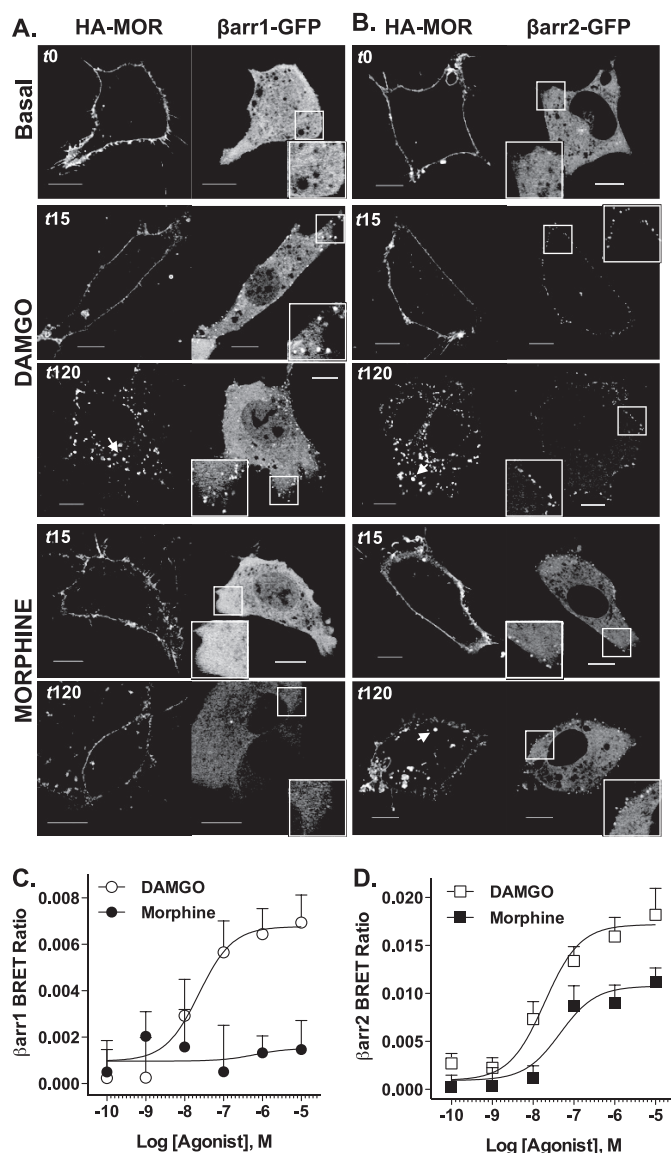 A.
HA-MOR
βarr1-GFP
B.
HA-MOR
βarr2-GFP
Basal
t0
t0
DAMGO
t15
t15
t120
t120
MORPHINE
t15
t15
t120
t120
C.
DAMGO
Morphine
βarr1 BRET Ratio
0.008
0.006
0.004
0.002
0.000
-10 -9 -8 -7 -6 -5
Log [Agonist], M
D.
DAMGO
Morphine
βarr2 BRET Ratio
0.020
0.015
0.010
0.005
0.000
-10 -9 -8 -7 -6 -5
Log [Agonist], M